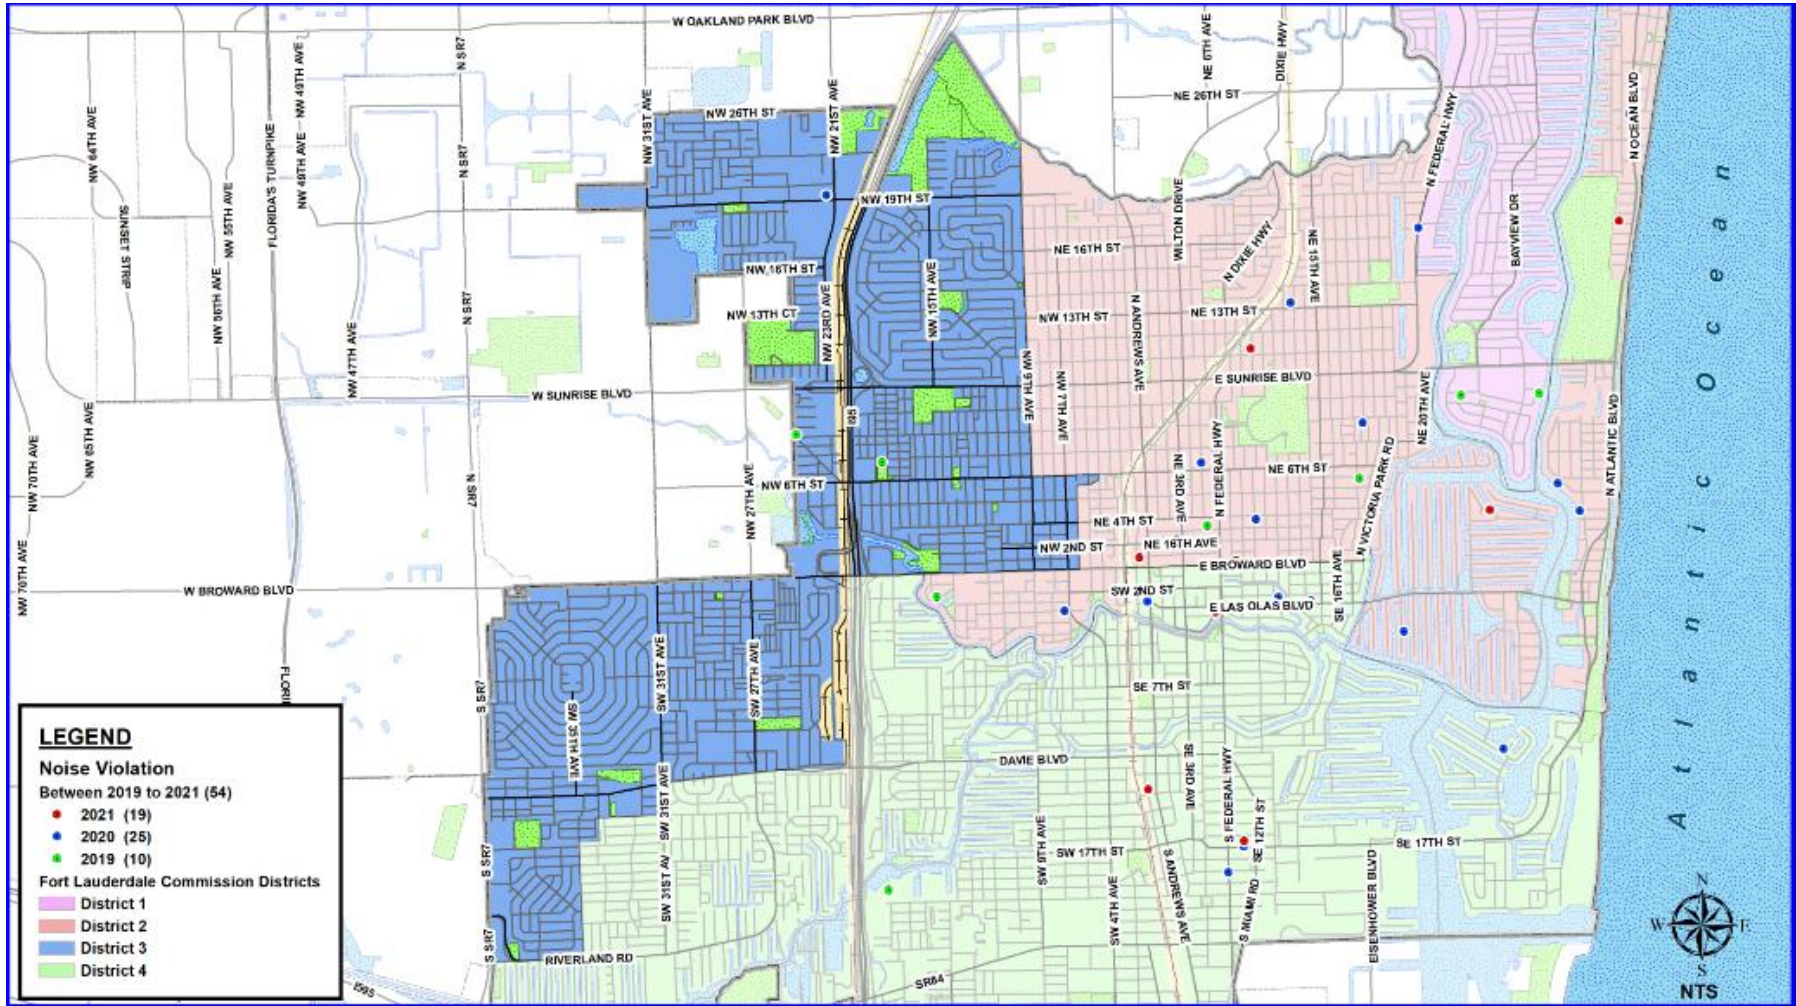 W OAKLAND PARK BLVD
NE 6TH AVE
DIXIE HWY
N SR7
NW 49TH AVE
NW 49TH AVE
NW 64TH AVE
FLORIDA'S TURNPIKE
N SR7
NW 31ST AVE
NW 26TH ST
NW 21ST AVE
NE 26TH ST
N FEDERAL HWY
N OCEAN BLVD
SUNSET STRIP
NW 55TH AVE
NW 56TH AVE
NW 19TH ST
NE 16TH ST
WILTON DRIVE
N DIXIE HWY
NE 15TH AVE
BAYVIEW DR
NW 16TH ST
N SR7
NW 13TH CT
NW 23RD AVE
NW 15TH AVE
NW 13TH ST
N ANDREWS AVE
NE 13TH ST
NW 47TH AVE
W SUNRISE BLVD
I95
NW 9TH AVE
NW 7TH AVE
E SUNRISE BLVD
NE 20TH AVE
N ATLANTIC BLVD
NW 65TH AVE
NW 70TH AVE
N SR7
NW 27TH AVE
NW 6TH ST
NE 3RD AVE
N FEDERAL HWY
NE 6TH ST
N VICTORIA PARK RD
NE 4TH ST
NW 2ND ST
NE 16TH AVE
E BROWARD BLVD
NW 70TH AVE
W BROWARD BLVD
SW 2ND ST
E LAS OLAS BLVD
SE 16TH AVE
FLORI
S SR7
SW 35TH AVE
SW 31ST AVE
SW 27TH AVE
SE 7TH ST
DAVIE BLVD
SE 3RD AVE
S FEDERAL HWY
SE 12TH ST
SW 31ST AVE
S SR7
SW 31ST AV
SW 9TH AVE
SW 17TH ST
SW 4TH AVE
S ANDREWS AVE
S MIAMI RD
SE 17TH ST
EISENHOWER BLVD
S SR7
RIVERLAND RD
SR84
I595
Atlantic Ocean
LEGEND
Noise Violation
Between 2019 to 2021 (54)
2021 (19)
2020 (25)
2019 (10)
Fort Lauderdale Commission Districts
District 1
District 2
District 3
District 4
N
W E
S
NTS